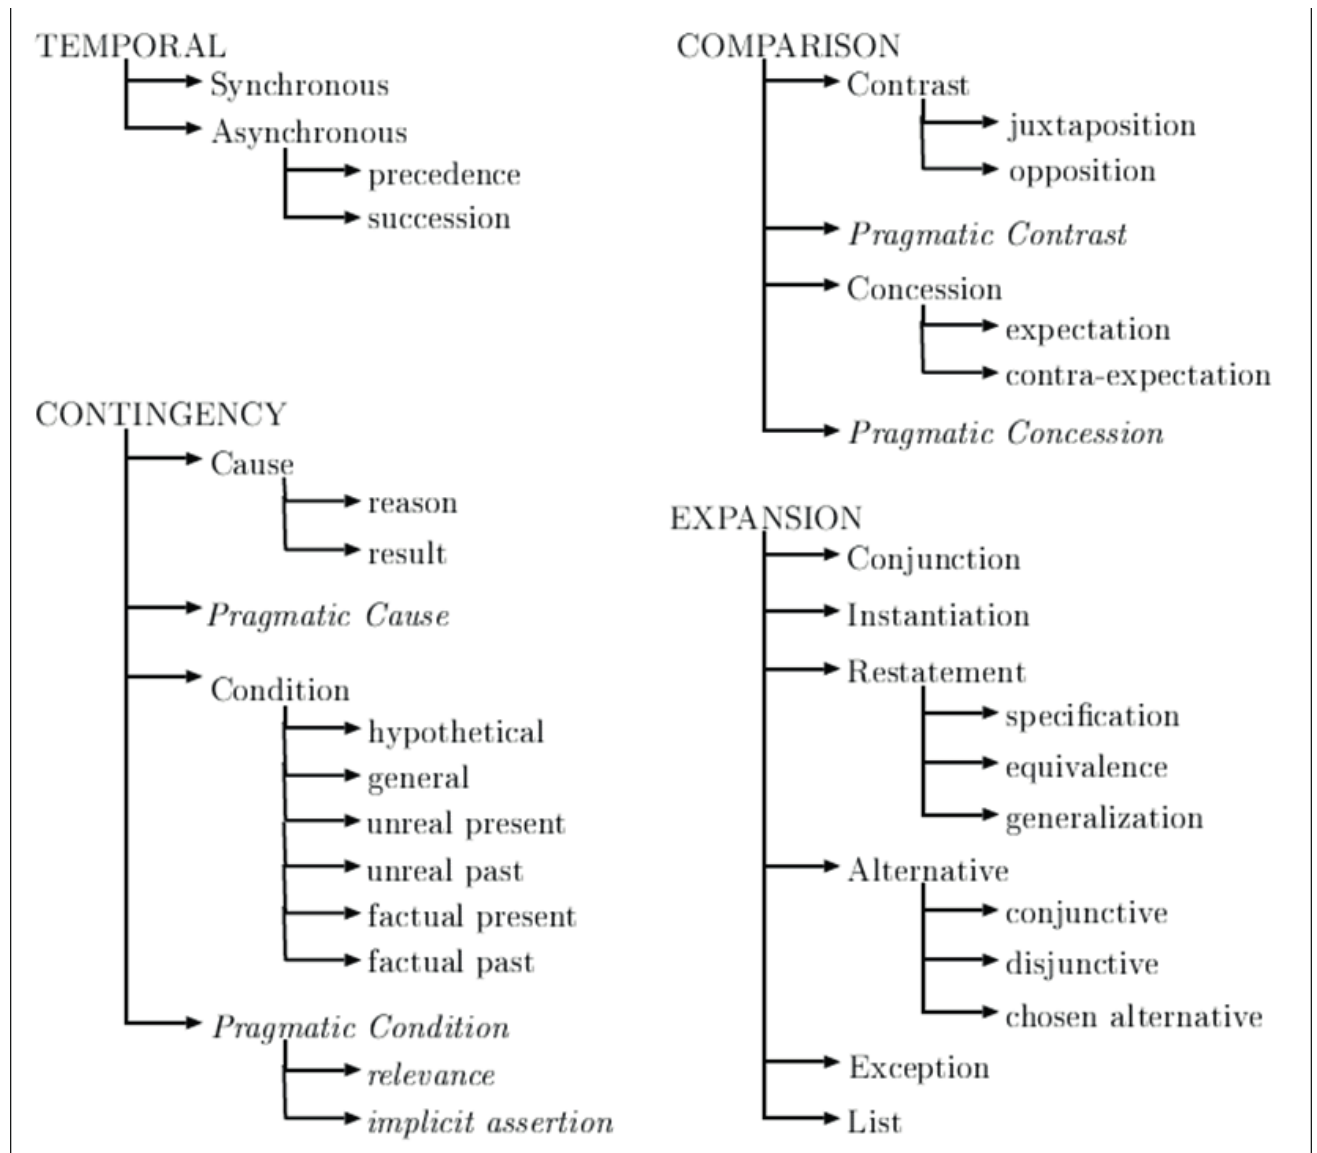 TEMPORAL
Synchronous
Asynchronous
precedence
succession
CONTINGENCY
Cause
reason
result
Pragmatic Cause
Condition
hypothetical
general
unreal present
unreal past
factual present
factual past
Pragmatic Condition
relevance
implicit assertion
COMPARISON
Contrast
juxtaposition
opposition
Pragmatic Contrast
Concession
expectation
contra-expectation
Pragmatic Concession
EXPANSION
Conjunction
Instantiation
Restatement
specification
equivalence
generalization
Alternative
conjunctive
disjunctive
chosen alternative
Exception
List